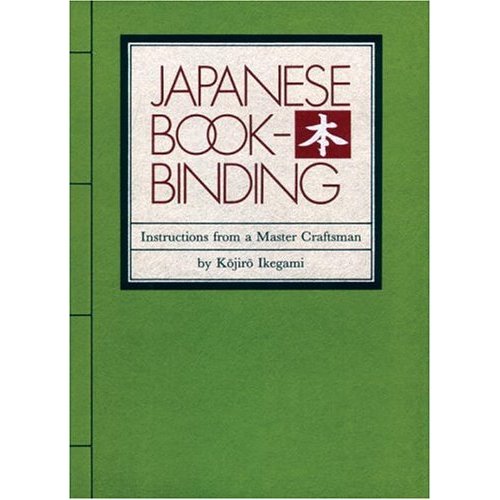 JAPANESE
BOOK-本
BINDING
Instructions from a Master Craftsman
by Kōjirō Ikegami